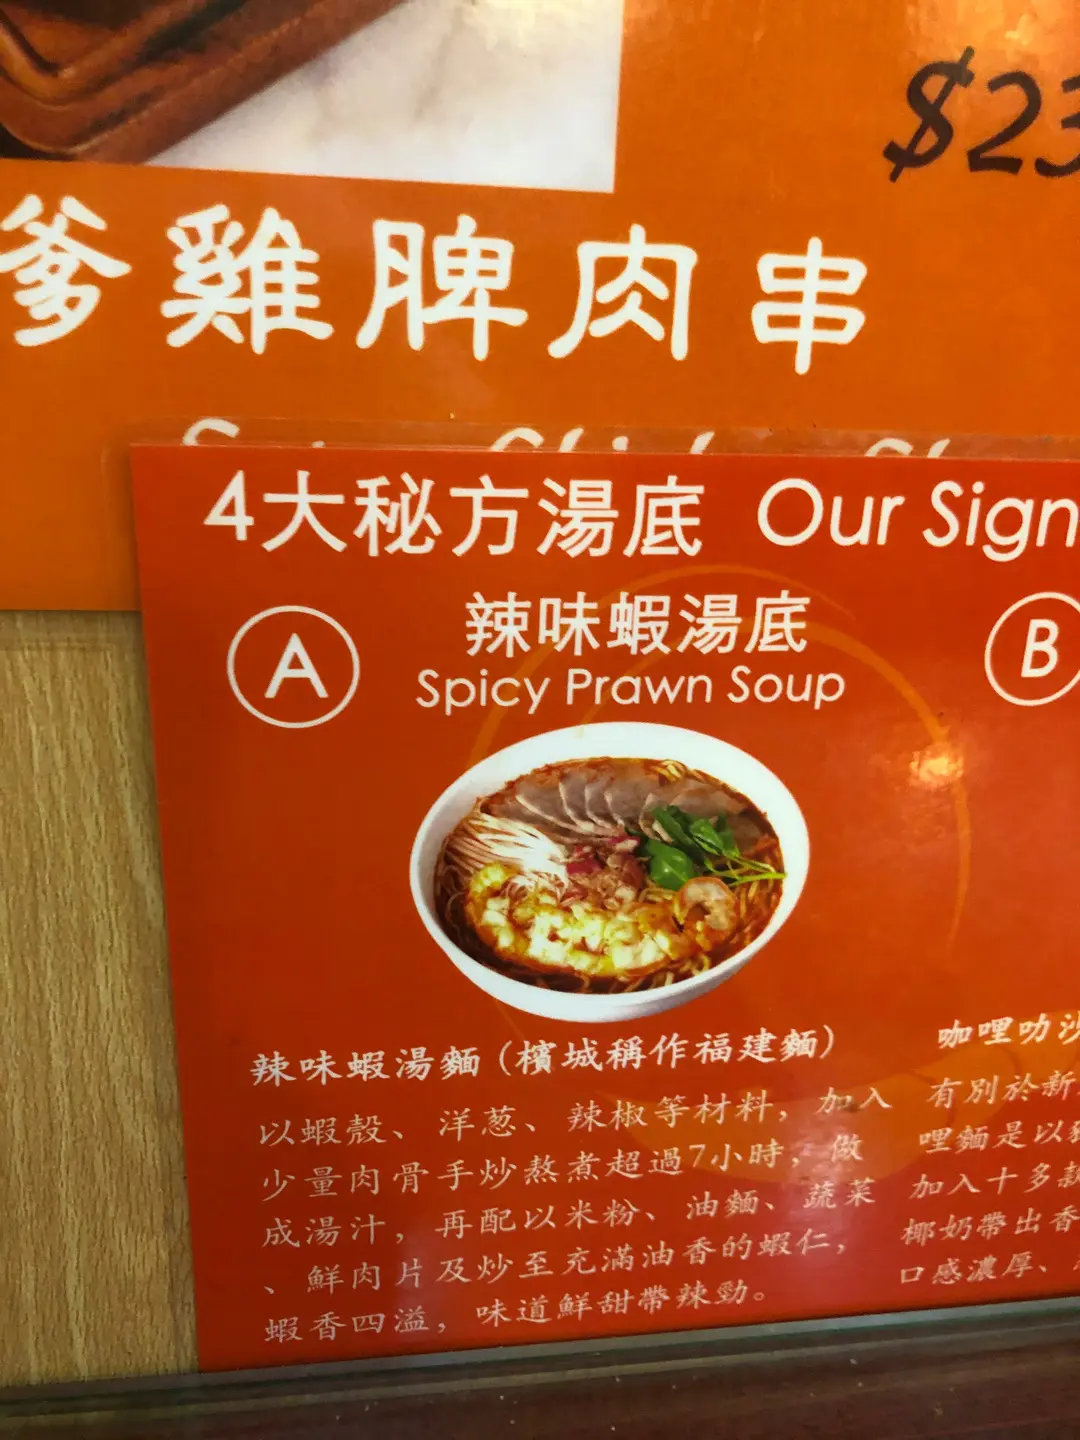 $23
爹雞脾肉串
4大秘方湯底 Our Sign
A
辣味蝦湯底
Spicy Prawn Soup
B
辣味蝦湯麵（檳城稱作福建麵）
以蝦殼、洋葱、辣椒等材料，加入
少量肉骨手炒熬煮超過7小時，做
成湯汁，再配以米粉、油麵、蔬菜
、鮮肉片及炒至充滿油香的蝦仁，
蝦香四溢，味道鮮甜帶辣勁。
咖哩叻沙
有別於新
哩麵是以
加入十多款
椰奶帶出香
口感濃厚、